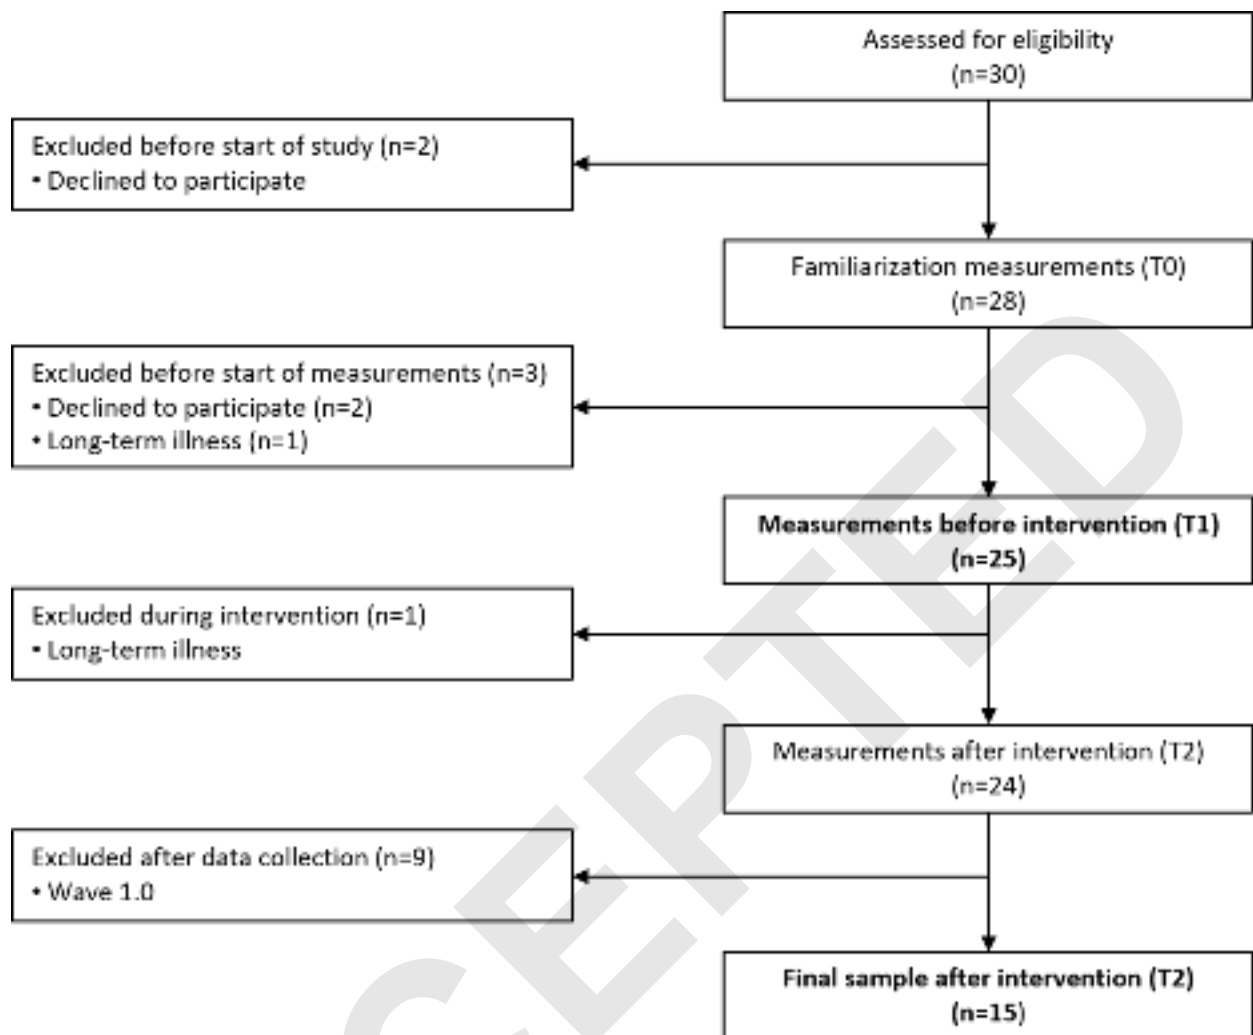 Assessed for eligibility
(n=30)
Excluded before start of study (n=2)
• Declined to participate
Familiarization measurements (T0)
(n=28)
Excluded before start of measurements (n=3)
• Declined to participate (n=2)
• Long-term illness (n=1)
Measurements before intervention (T1)
(n=25)
Excluded during intervention (n=1)
• Long-term illness
Measurements after intervention (T2)
(n=24)
Excluded after data collection (n=9)
• Wave 1.0
Final sample after intervention (T2)
(n=15)
CEPTED